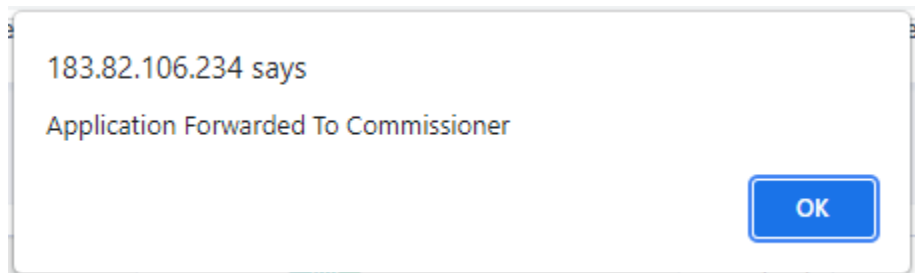 183.82.106.234 says
Application Forwarded To Commissioner
OK